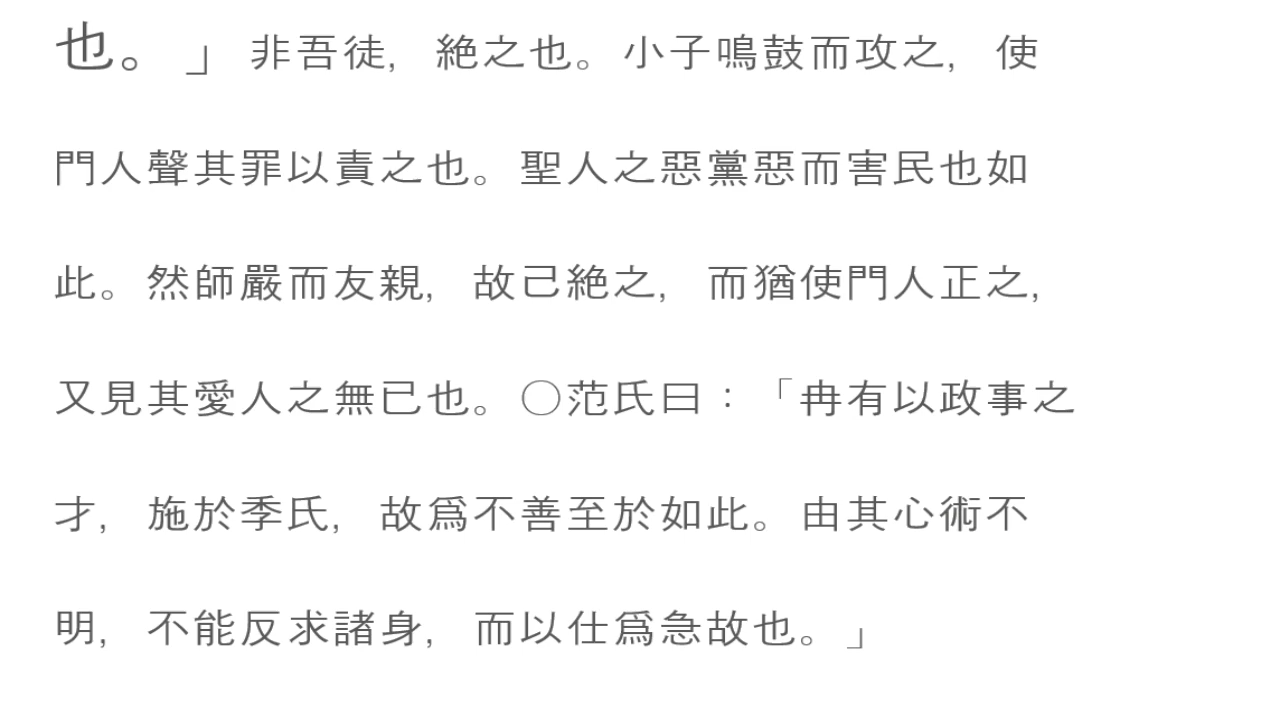 也。」非吾徒，絶之也。小子鳴鼓而攻之，使
門人聲其罪以責之也。聖人之惡黨惡而害民也如
此。然師嚴而友親，故己絶之，而猶使門人正之，
又見其愛人之無已也。〇范氏曰：「冉有以政事之
才，施於季氏，故爲不善至於如此。由其心術不
明，不能反求諸身，而以仕爲急故也。」